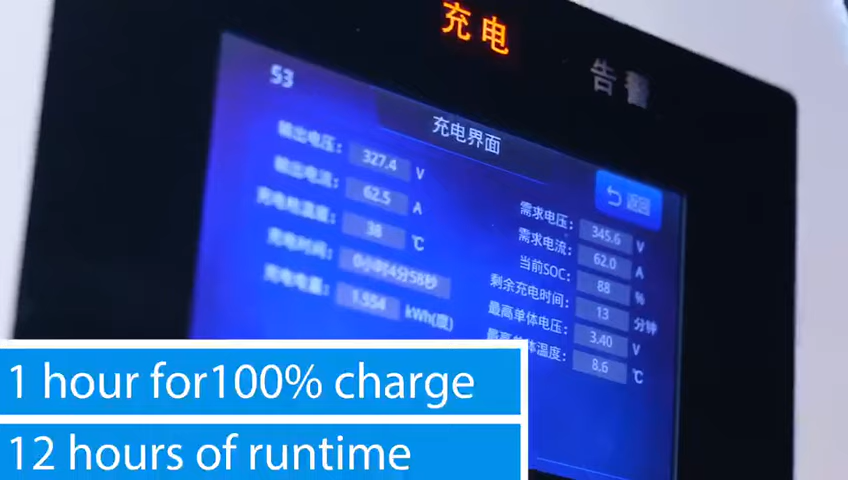 充电
告警
53
充电界面
返回
输出电压: 327.4 V
输出电流: 62.5 A
充电枪温度: 38 ℃
充电时间: 0小时4分58秒
充电电量: 1.554 kWh(度)
需求电压: 345.6 V
需求电流: 62.0 A
当前SOC: 88 %
剩余充电时间: 13 分钟
最高单体电压: 3.40 V
最高单体温度: 8.6 ℃
1 hour for100% charge
12 hours of runtime